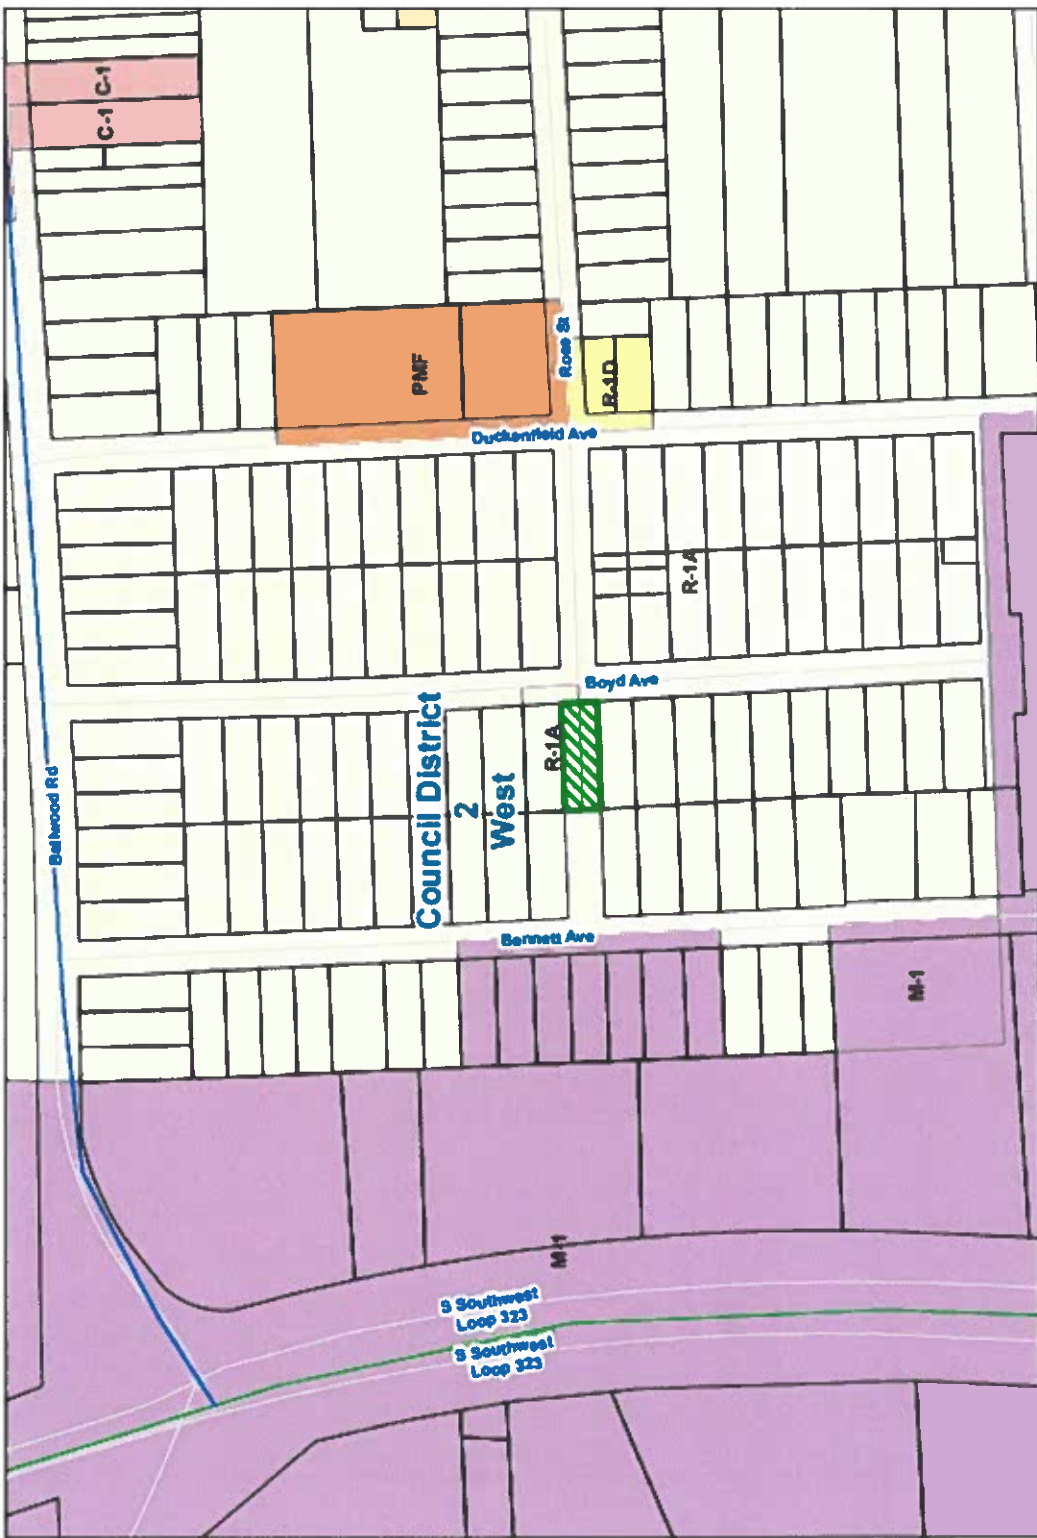 C-1
C-1
PMF
Rose St
R-1D
Duckenfield Ave
R-1A
Boyd Ave
R-1A
Council District
2
West
Bellwood Rd
Bennett Ave
M-1
M-1
S Southwest
Loop 323
S Southwest
Loop 323